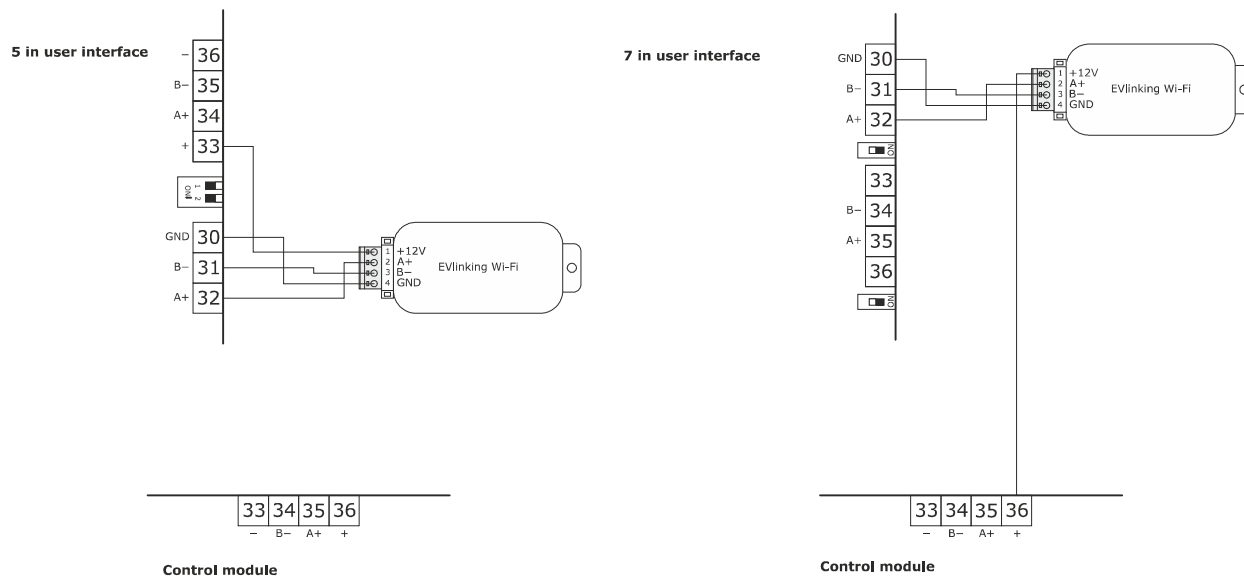 5 in user interface
− 36
B− 35
A+ 34
+ 33
1 2
ON
GND 30
B− 31
A+ 32
1 +12V
2 A+
3 B−
4 GND
EVlinking Wi-Fi
33 34 35 36
− B− A+ +
Control module
7 in user interface
GND 30
B− 31
A+ 32
ON
33
B− 34
A+ 35
36
ON
1 +12V
2 A+
3 B−
4 GND
EVlinking Wi-Fi
33 34 35 36
− B− A+ +
Control module